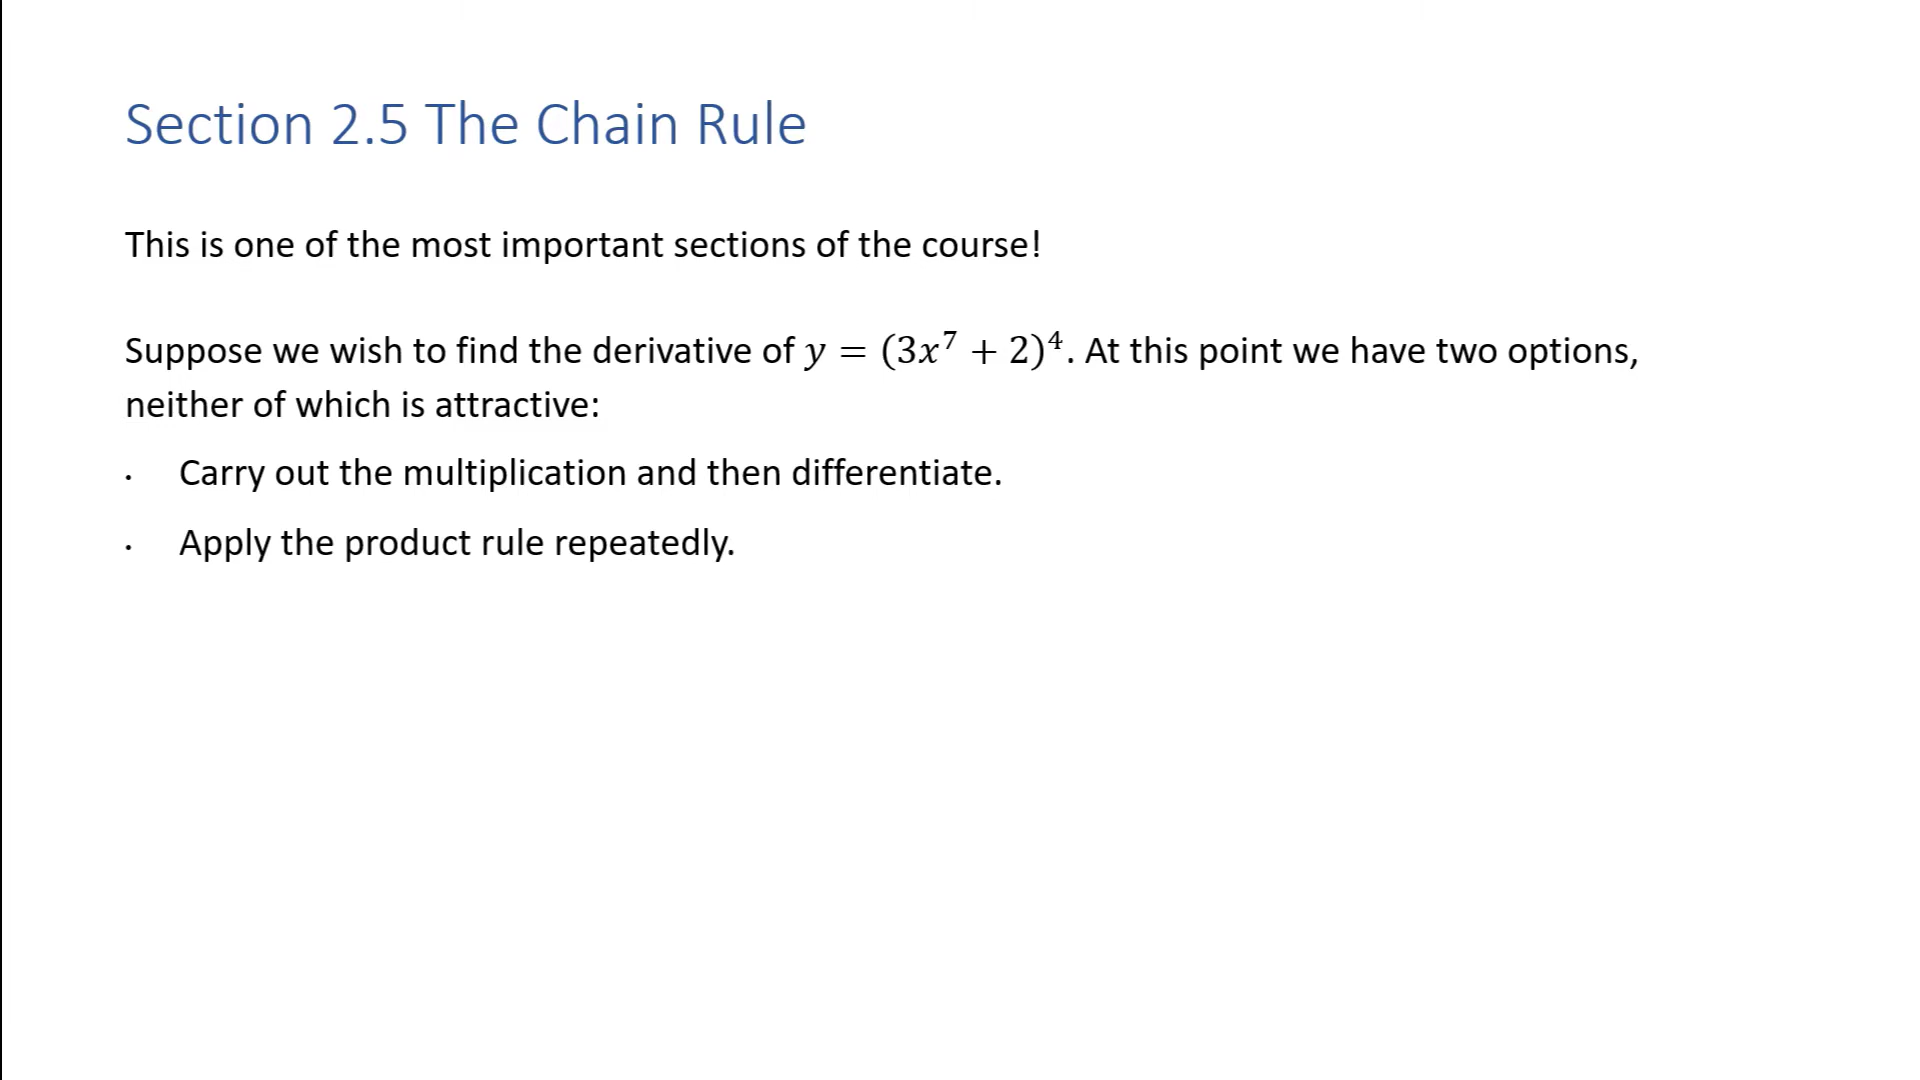 Section 2.5 The Chain Rule
This is one of the most important sections of the course!
Suppose we wish to find the derivative of 𝑦 = (3𝑥⁷ + 2)⁴. At this point we have two options,
neither of which is attractive:
· Carry out the multiplication and then differentiate.
· Apply the product rule repeatedly.